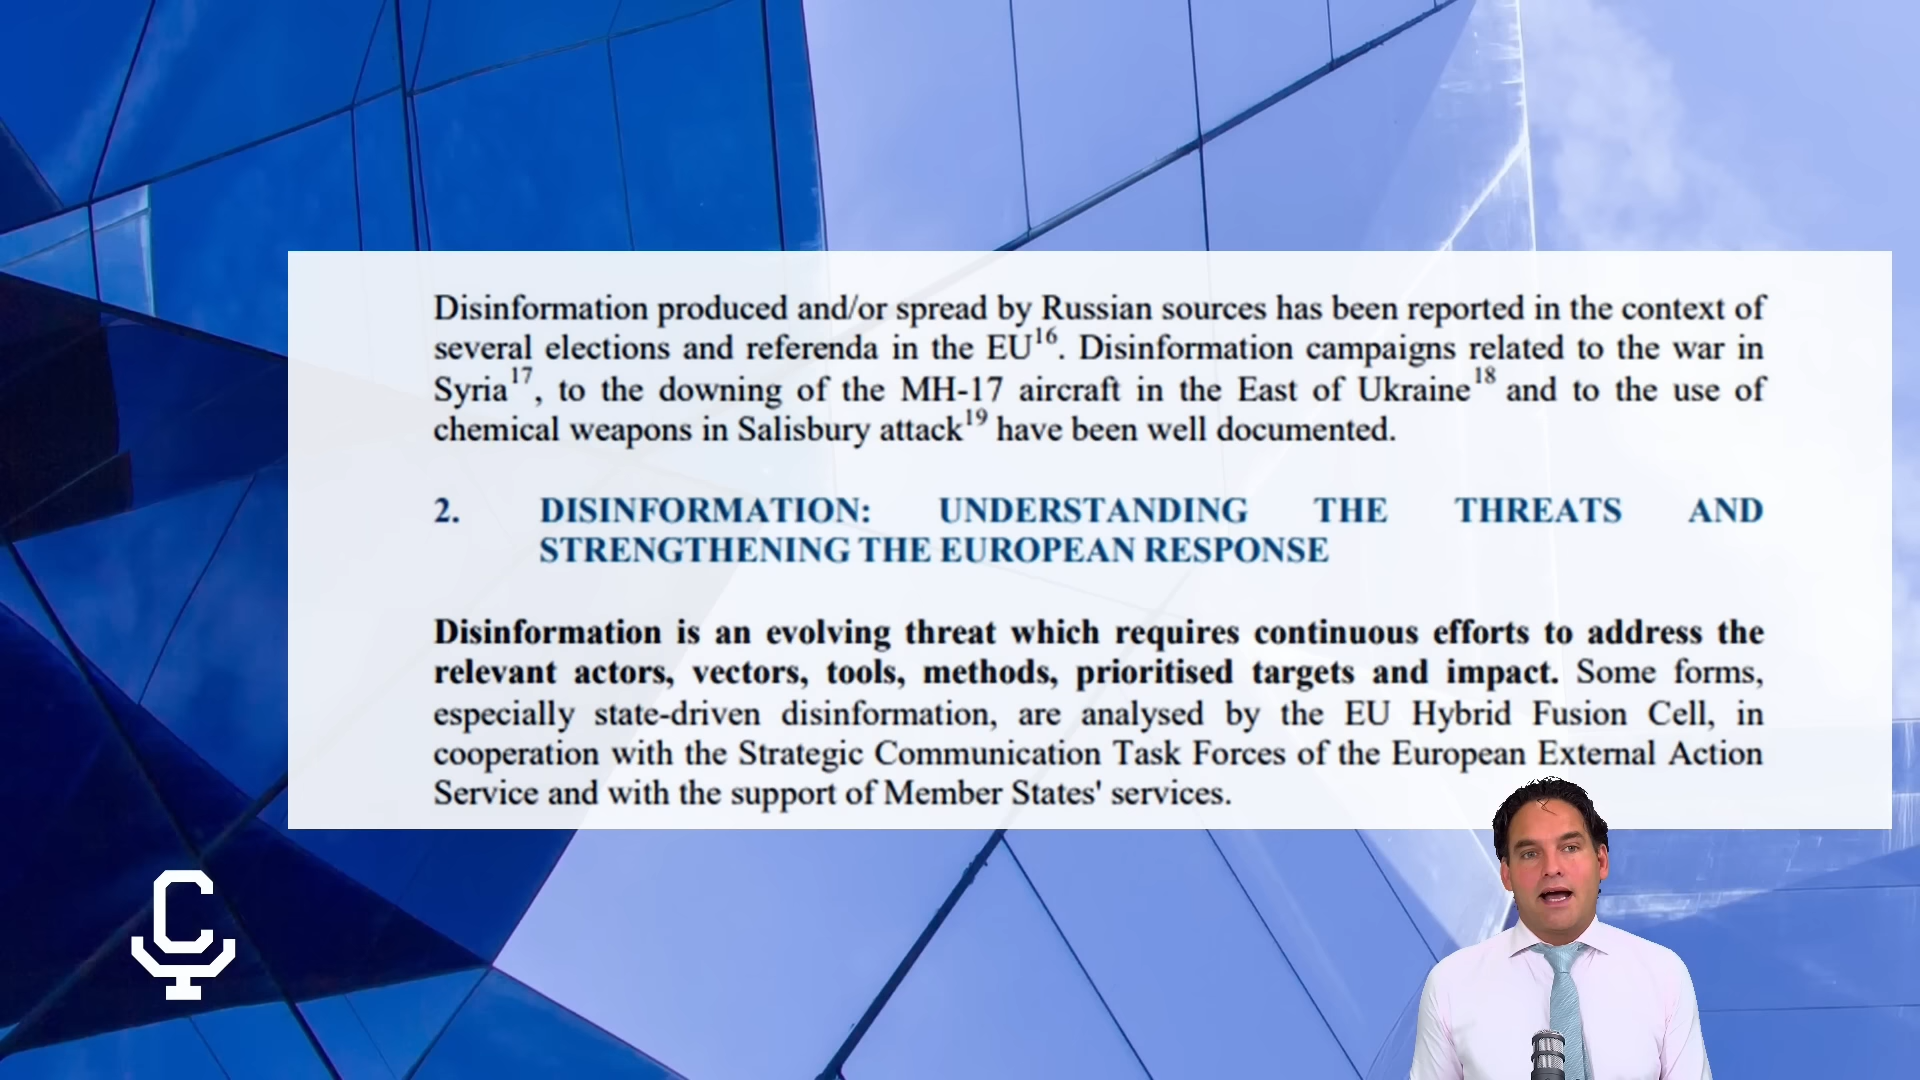 Disinformation produced and/or spread by Russian sources has been reported in the context of
several elections and referenda in the EU16. Disinformation campaigns related to the war in
Syria17, to the downing of the MH-17 aircraft in the East of Ukraine18 and to the use of
chemical weapons in Salisbury attack19 have been well documented.
2. DISINFORMATION: UNDERSTANDING THE THREATS AND
STRENGTHENING THE EUROPEAN RESPONSE
Disinformation is an evolving threat which requires continuous efforts to address the
relevant actors, vectors, tools, methods, prioritised targets and impact. Some forms,
especially state-driven disinformation, are analysed by the EU Hybrid Fusion Cell, in
cooperation with the Strategic Communication Task Forces of the European External Action
Service and with the support of Member States' services.